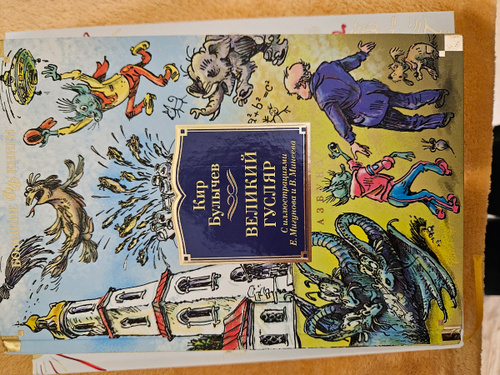 Кир
Булычев
ВЕЛИКИЙ
ГУСЛЯР
С иллюстрациями
Е. Мигунова и В. Минеева